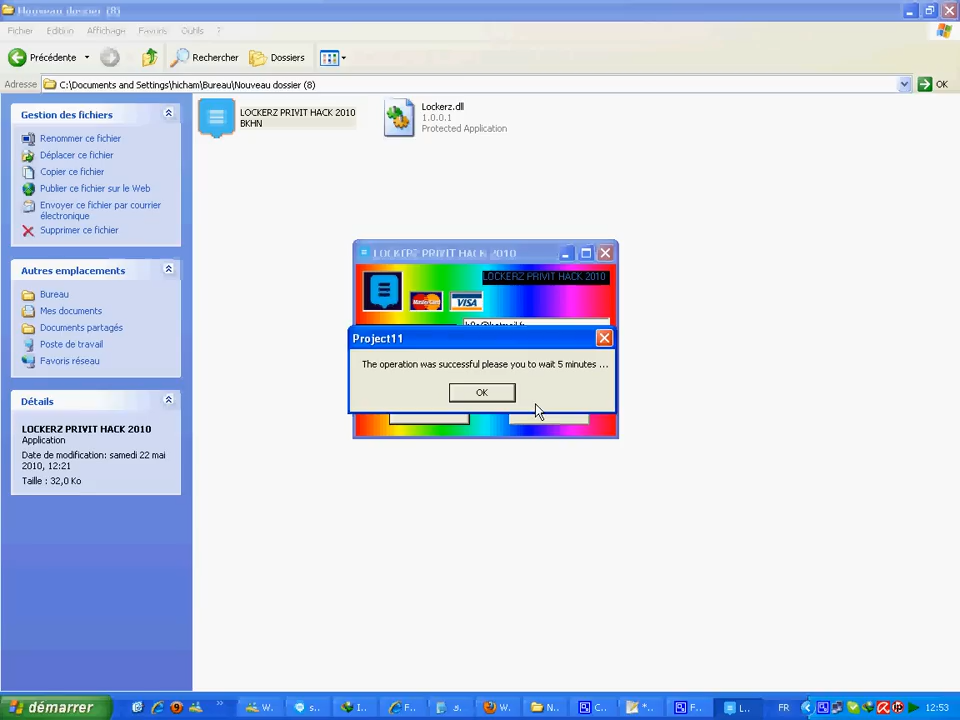 Nouveau dossier (8)
Fichier Edition Affichage Favoris Outils ?
Précédente Rechercher Dossiers
Adresse C:\Documents and Settings\hicham\Bureau\Nouveau dossier (8) OK
Gestion des fichiers
Renommer ce fichier
Déplacer ce fichier
Copier ce fichier
Publier ce fichier sur le Web
Envoyer ce fichier par courrier
électronique
Supprimer ce fichier
Autres emplacements
Bureau
Mes documents
Documents partagés
Poste de travail
Favoris réseau
Détails
LOCKERZ PRIVIT HACK 2010
Application
Date de modification: samedi 22 mai
2010, 12:21
Taille : 32,0 Ko
LOCKERZ PRIVIT HACK 2010
BKHN
Lockerz.dll
1.0.0.1
Protected Application
LOCKERZ PRIVIT HACK 2010
LOCKERZ PRIVIT HACK 2010
MasterCard VISA
Project11
The operation was successful please you to wait 5 minutes ...
OK
démarrer
W.. s.. I... F... W... N... C... *.. F... L...
FR
12:53